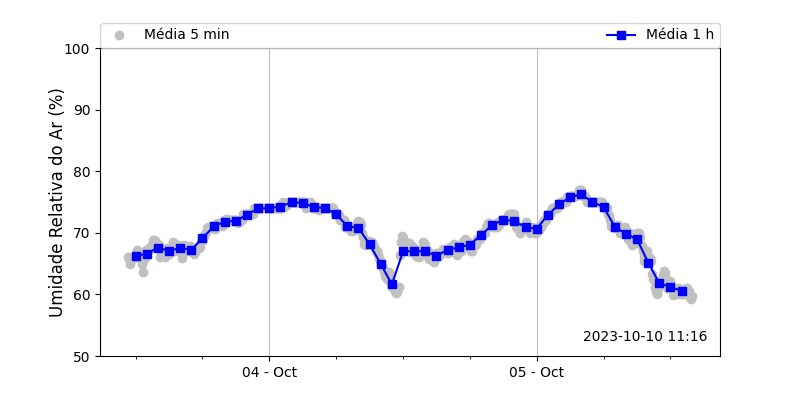 Média 5 min
Média 1 h
100
90
80
70
60
50
Umidade Relativa do Ar (%)
2023-10-10 11:16
04 - Oct
05 - Oct